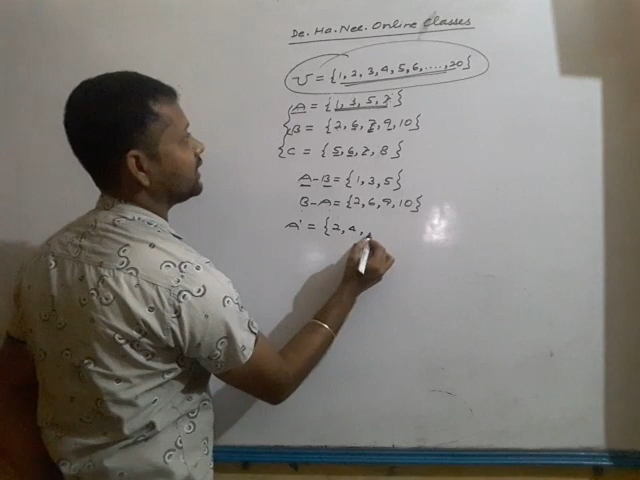 De. Ha. Nee. Online Classes
U = {1, 2, 3, 4, 5, 6, ...., 20}
A = {1, 3, 5, 7}
B = {2, 6, 7, 9, 10}
C = {5, 6, 7, 8}
A-B = {1, 3, 5}
B-A = {2, 6, 9, 10}
A' = {2, 4,